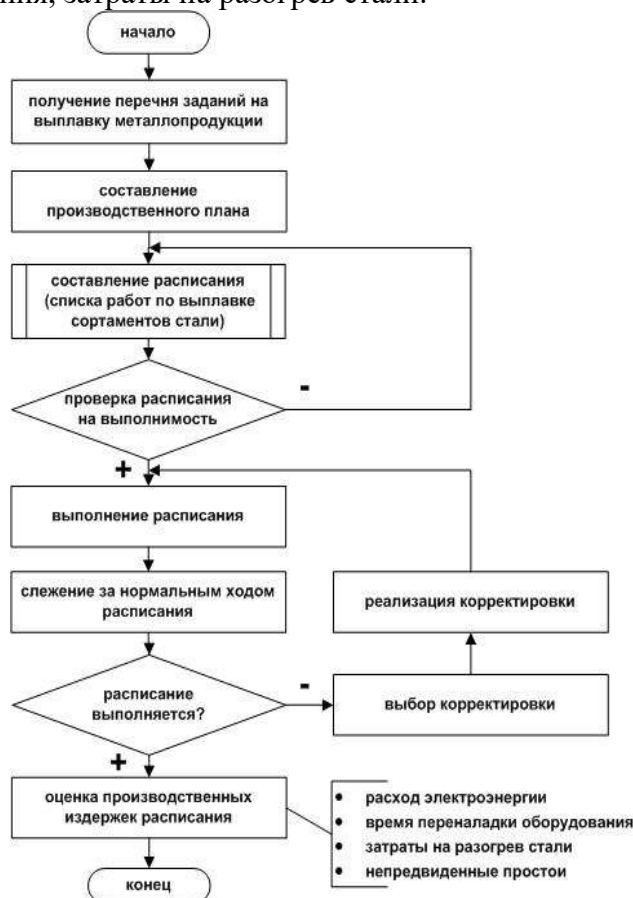 ния, затраты на разогрев стали.
начало
получение перечня заданий на
выплавку металлопродукции
составление
производственного плана
составление расписания
(списка работ по выплавке
сортаментов стали)
проверка расписания
на выполнимость
-
+
выполнение расписания
слежение за нормальным ходом
расписания
реализация корректировки
расписание
выполняется?
-
выбор корректировки
+
оценка производственных
издержек расписания
• расход электроэнергии
• время переналадки оборудования
• затраты на разогрев стали
• непредвиденные простои
конец